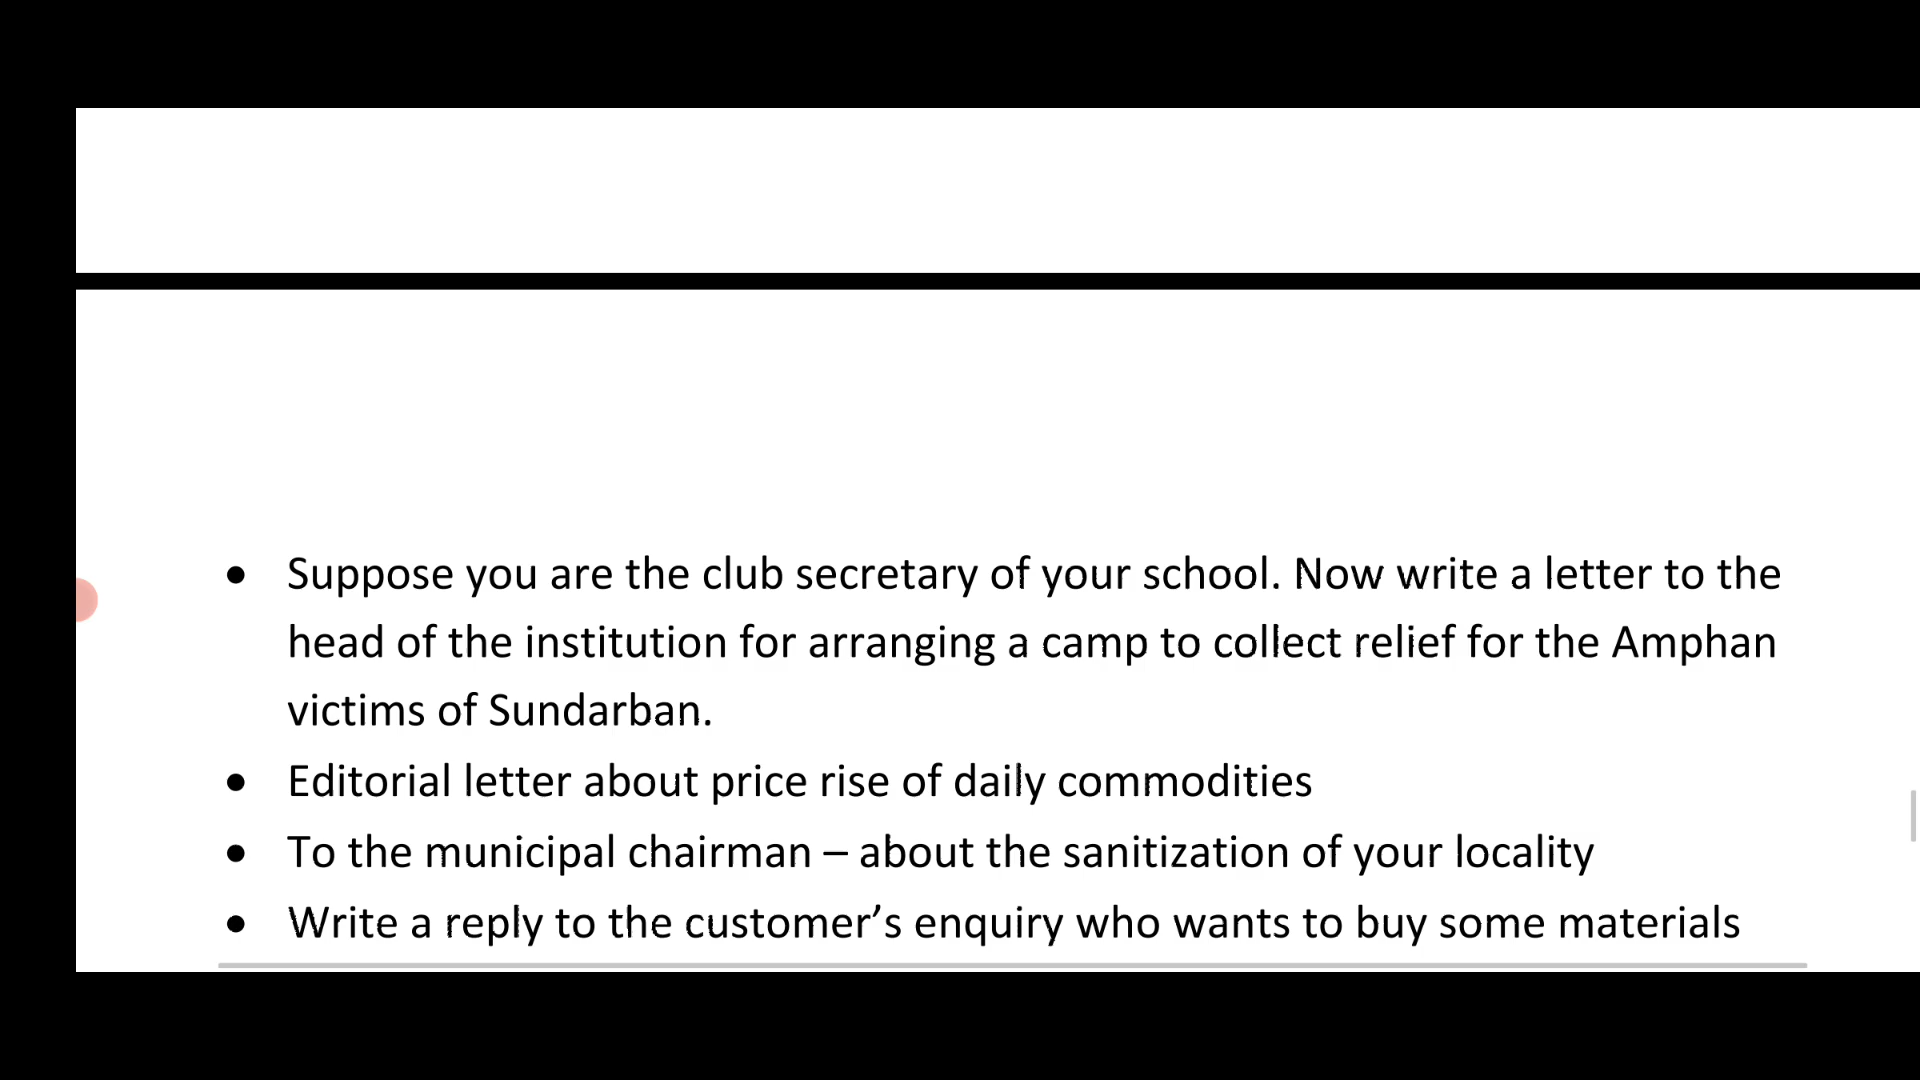 • Suppose you are the club secretary of your school. Now write a letter to the
head of the institution for arranging a camp to collect relief for the Amphan
victims of Sundarban.
• Editorial letter about price rise of daily commodities
• To the municipal chairman – about the sanitization of your locality
• Write a reply to the customer’s enquiry who wants to buy some materials